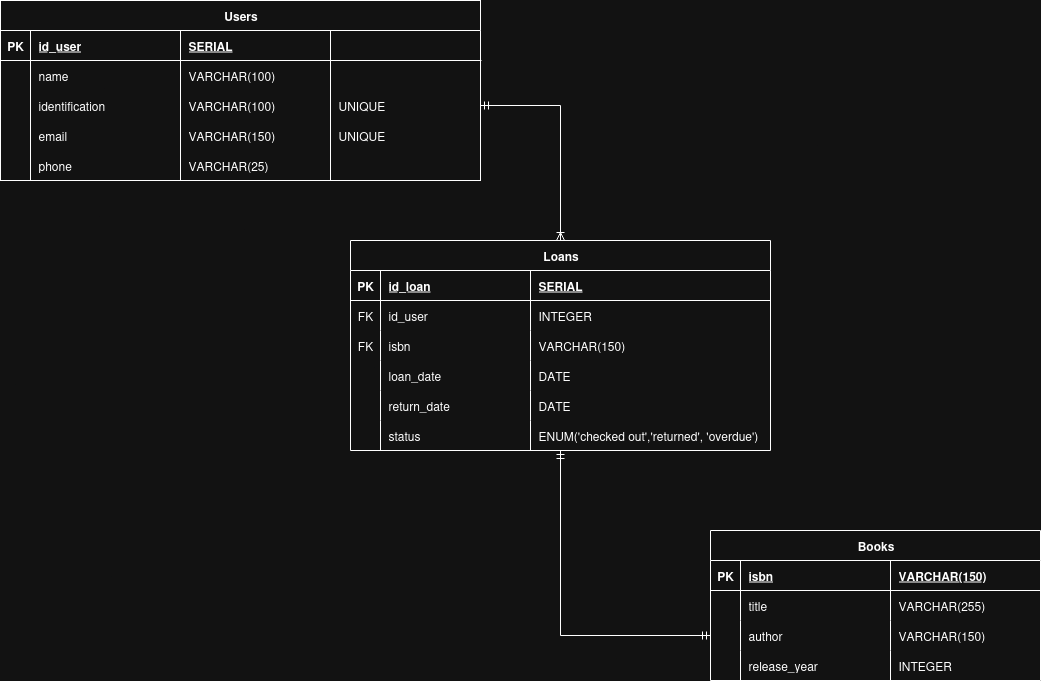 Users
PK id_user SERIAL
name VARCHAR(100)
identification VARCHAR(100) UNIQUE
email VARCHAR(150) UNIQUE
phone VARCHAR(25)
Loans
PK id_loan SERIAL
FK id_user INTEGER
FK isbn VARCHAR(150)
loan_date DATE
return_date DATE
status ENUM('checked out','returned', 'overdue')
Books
PK isbn VARCHAR(150)
title VARCHAR(255)
author VARCHAR(150)
release_year INTEGER